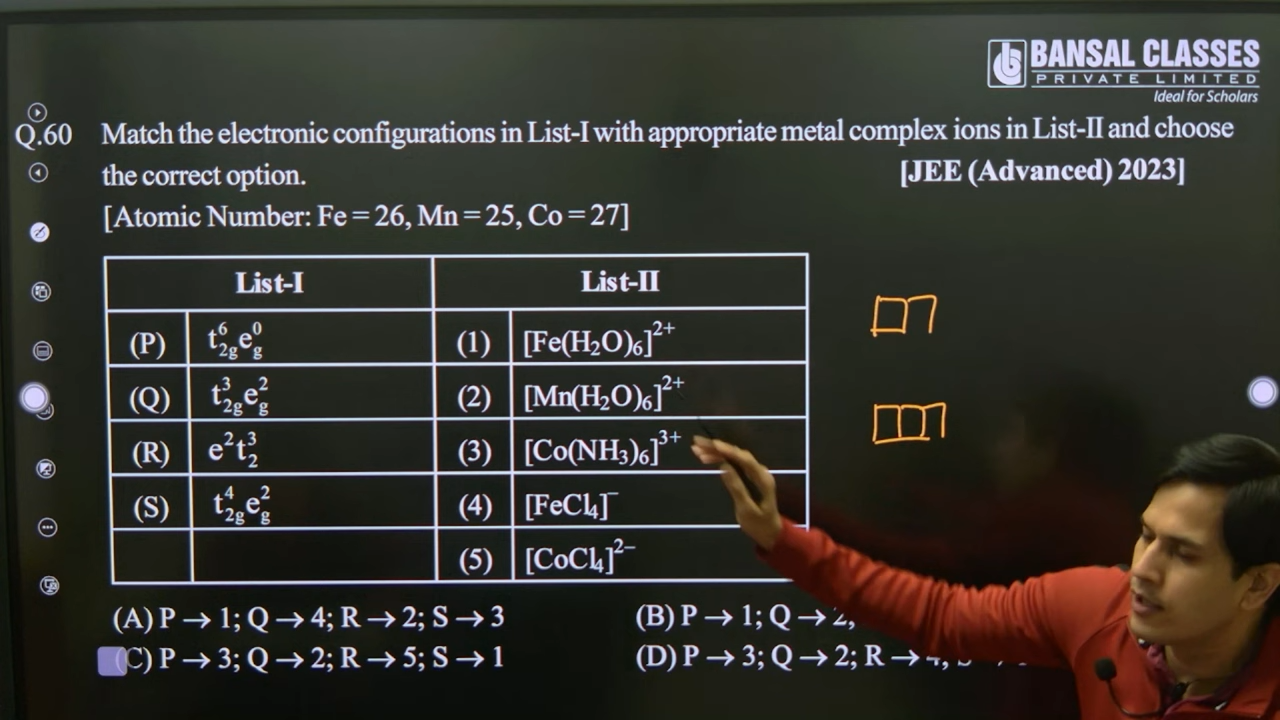 BANSAL CLASSES
PRIVATE LIMITED
Ideal for Scholars
Q.60 Match the electronic configurations in List-I with appropriate metal complex ions in List-II and choose
the correct option. [JEE (Advanced) 2023]
[Atomic Number: Fe = 26, Mn = 25, Co = 27]
List-I List-II
(P) t₂g⁶ eg⁰ (1) [Fe(H₂O)₆]²⁺
(Q) t₂g³ eg² (2) [Mn(H₂O)₆]²⁺
(R) e² t₂³ (3) [Co(NH₃)₆]³⁺
(S) t₂g⁴ eg² (4) [FeCl₄]⁻
(5) [CoCl₄]²⁻
(A) P → 1; Q → 4; R → 2; S → 3 (B) P → 1; Q → 2;
(C) P → 3; Q → 2; R → 5; S → 1 (D) P → 3; Q → 2; R →